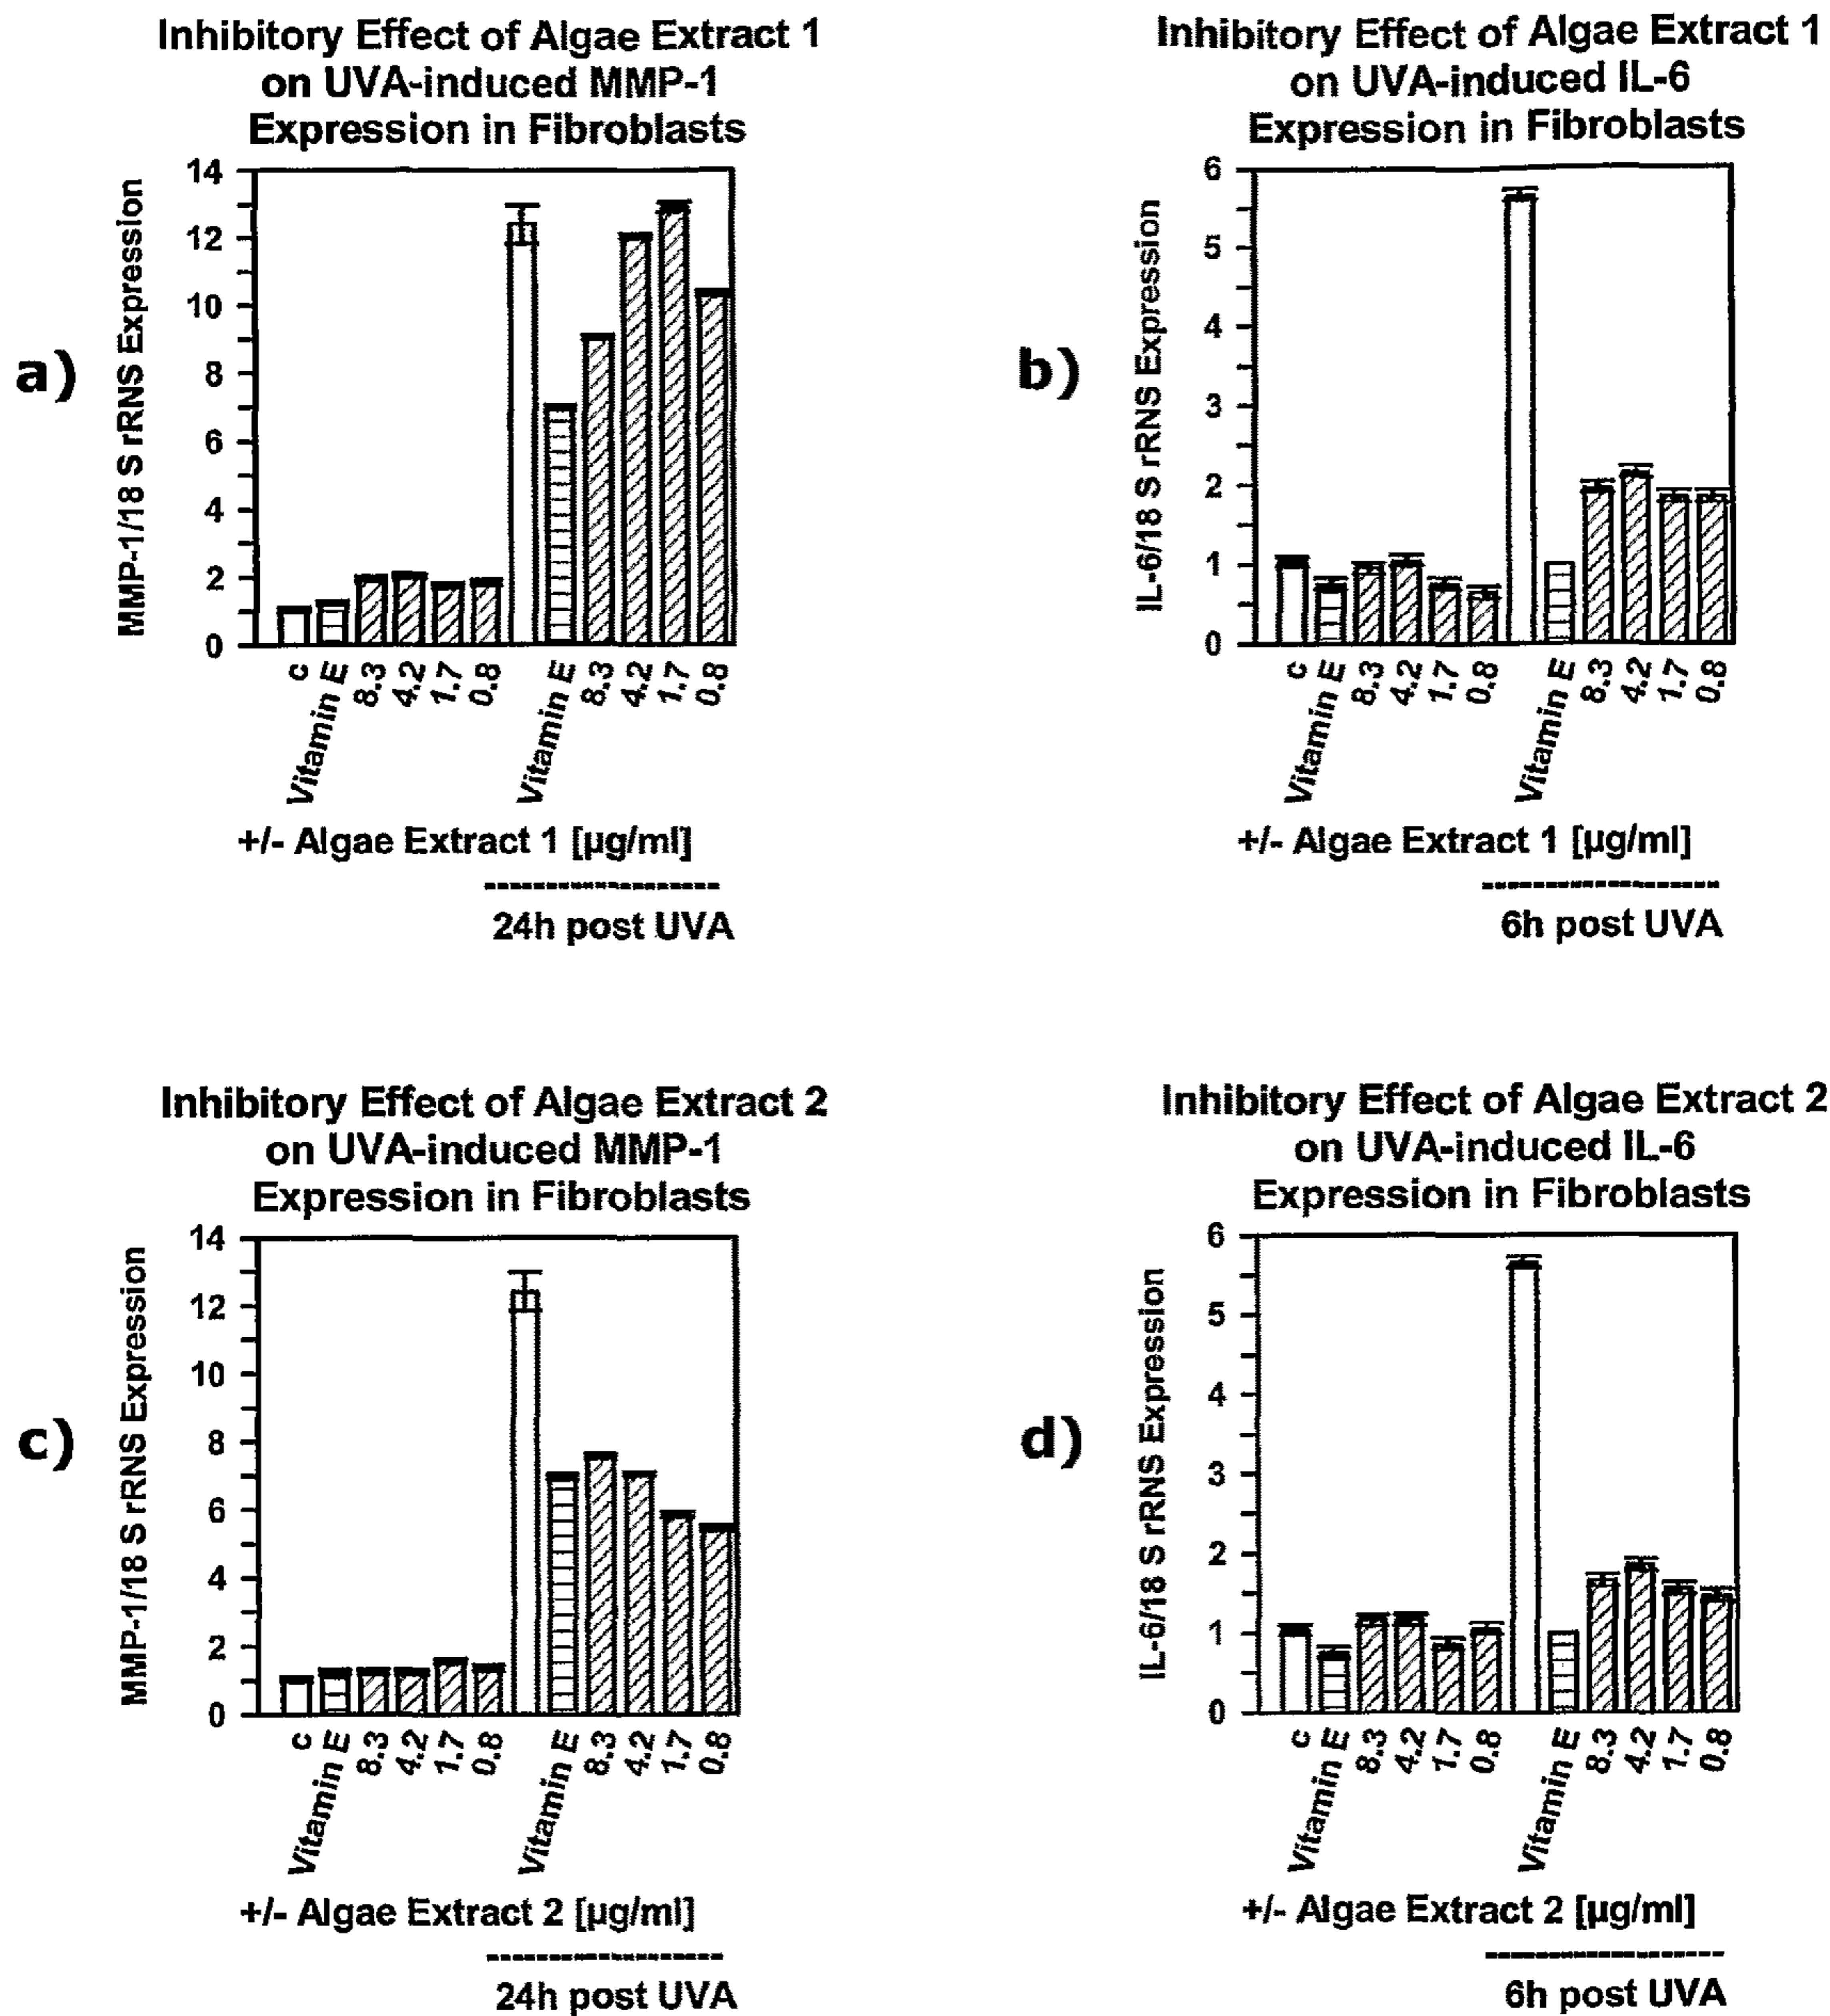 Inhibitory Effect of Algae Extract 1
on UVA-induced MMP-1
Expression in Fibroblasts
a)
MMP-1/18 S rRNS Expression
14
12
10
8
6
4
2
0
c
Vitamin E
8.3
4.2
1.7
0.8
Vitamin E
8.3
4.2
1.7
0.8
+/- Algae Extract 1 [µg/ml]
24h post UVA
Inhibitory Effect of Algae Extract 1
on UVA-induced IL-6
Expression in Fibroblasts
b)
IL-6/18 S rRNS Expression
6
5
4
3
2
1
0
c
Vitamin E
8.3
4.2
1.7
0.8
Vitamin E
8.3
4.2
1.7
0.8
+/- Algae Extract 1 [µg/ml]
6h post UVA
Inhibitory Effect of Algae Extract 2
on UVA-induced MMP-1
Expression in Fibroblasts
c)
MMP-1/18 S rRNS Expression
14
12
10
8
6
4
2
0
c
Vitamin E
8.3
4.2
1.7
0.8
Vitamin E
8.3
4.2
1.7
0.8
+/- Algae Extract 2 [µg/ml]
24h post UVA
Inhibitory Effect of Algae Extract 2
on UVA-induced IL-6
Expression in Fibroblasts
d)
IL-6/18 S rRNS Expression
6
5
4
3
2
1
0
c
Vitamin E
8.3
4.2
1.7
0.8
Vitamin E
8.3
4.2
1.7
0.8
+/- Algae Extract 2 [µg/ml]
6h post UVA